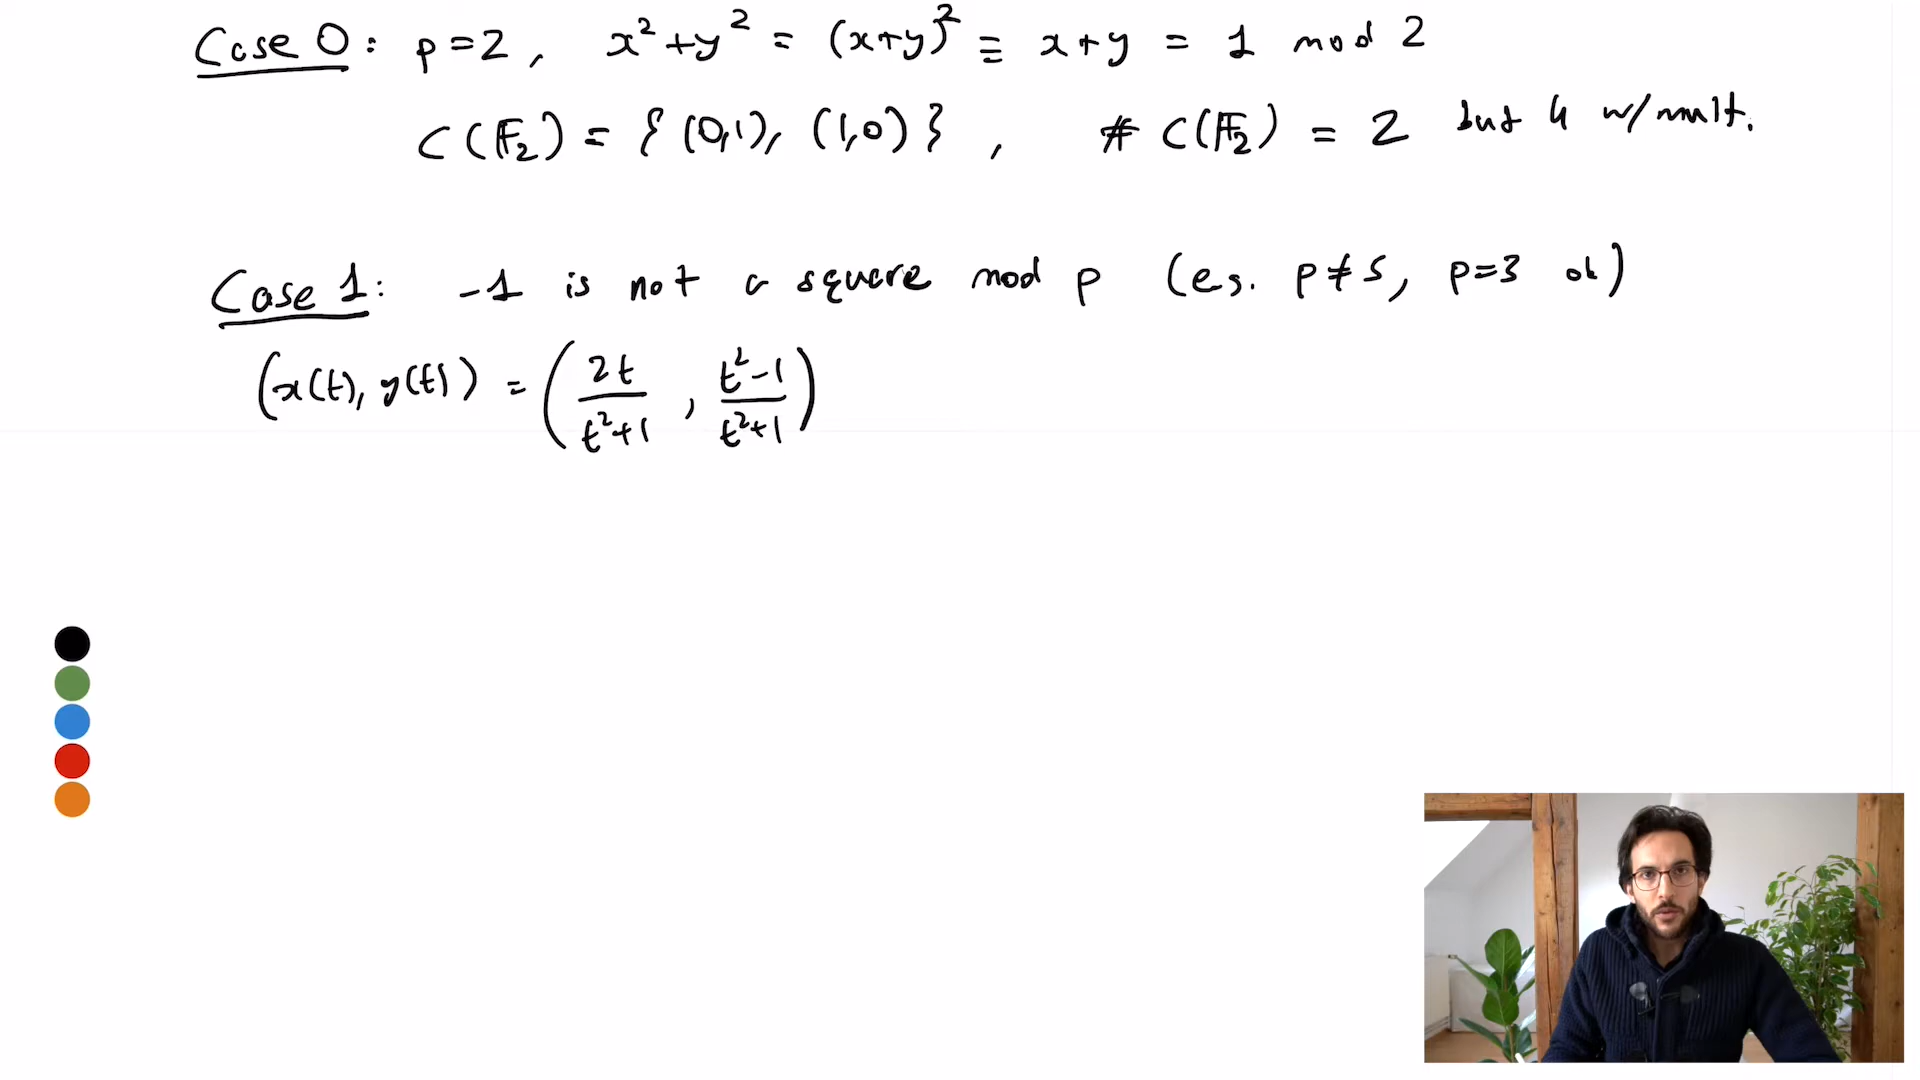 Case 0: p=2, x²+y² = (x+y)² ≡ x+y = 1 mod 2
C(𝔽₂) = {(0,1), (1,0)}, # C(𝔽₂) = 2 but 4 w/ mult.
Case 1: -1 is not a square mod p (eg. p≠5, p=3 ok)
(x(t), y(t)) = (2t/(t²+1), (t²-1)/(t²+1))